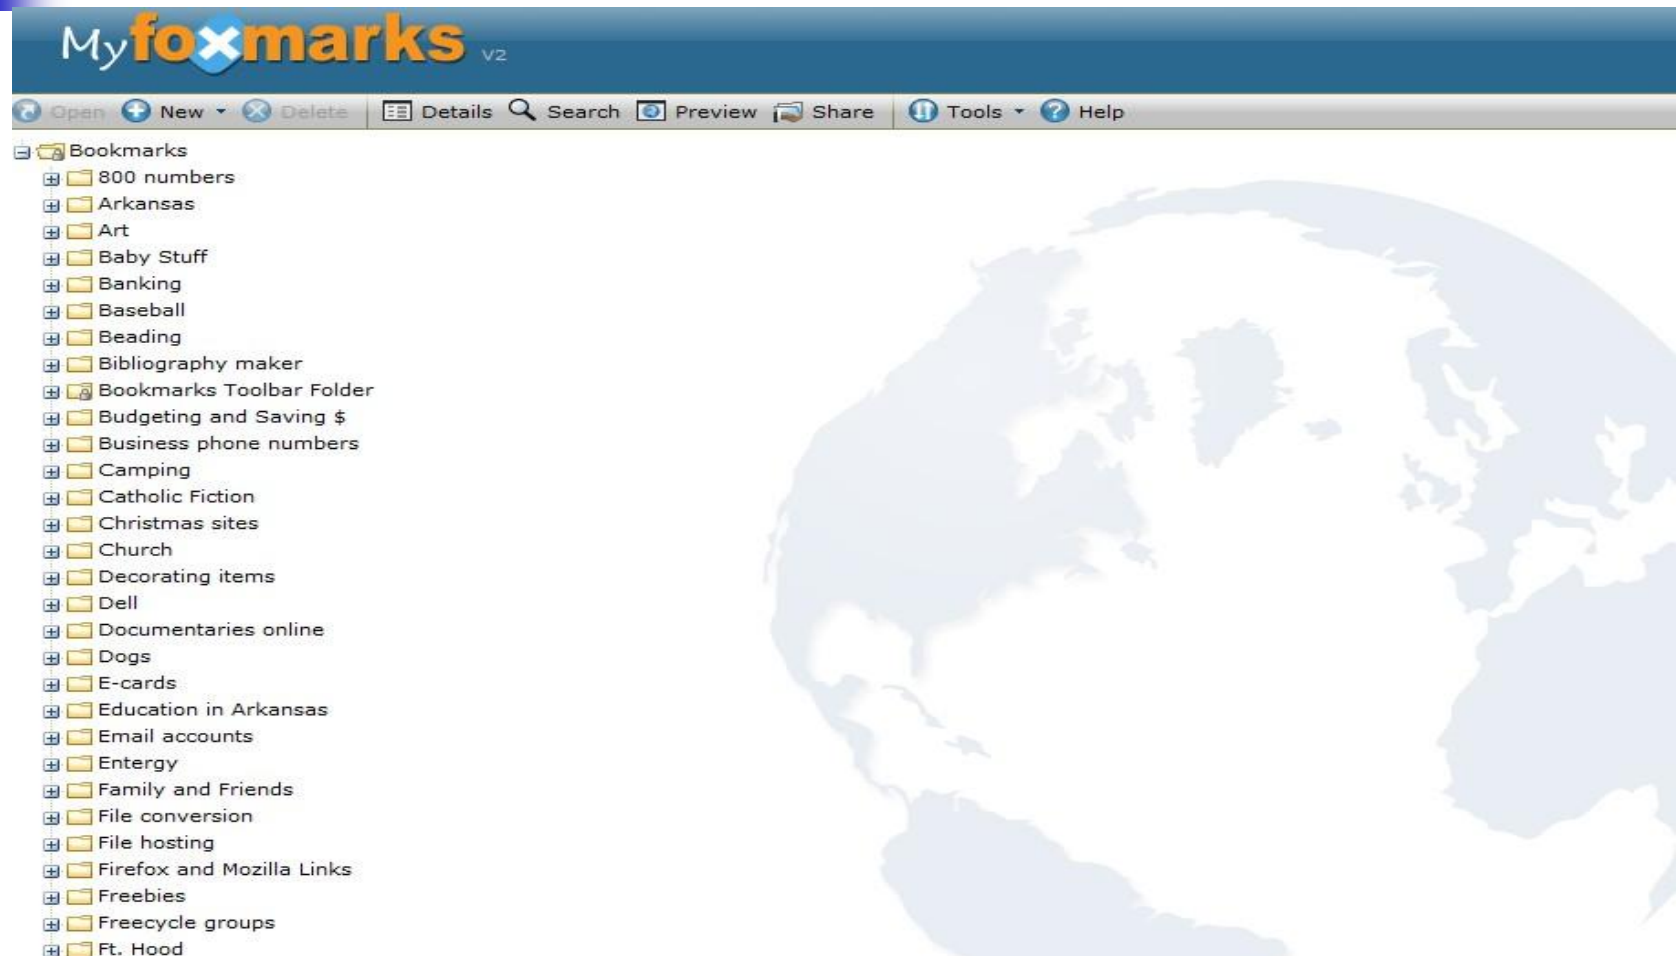 My foxmarks v2
Open New Delete Details Search Preview Share Tools Help
Bookmarks
800 numbers
Arkansas
Art
Baby Stuff
Banking
Baseball
Beading
Bibliography maker
Bookmarks Toolbar Folder
Budgeting and Saving $
Business phone numbers
Camping
Catholic Fiction
Christmas sites
Church
Decorating items
Dell
Documentaries online
Dogs
E-cards
Education in Arkansas
Email accounts
Entergy
Family and Friends
File conversion
File hosting
Firefox and Mozilla Links
Freebies
Freecycle groups
Ft. Hood